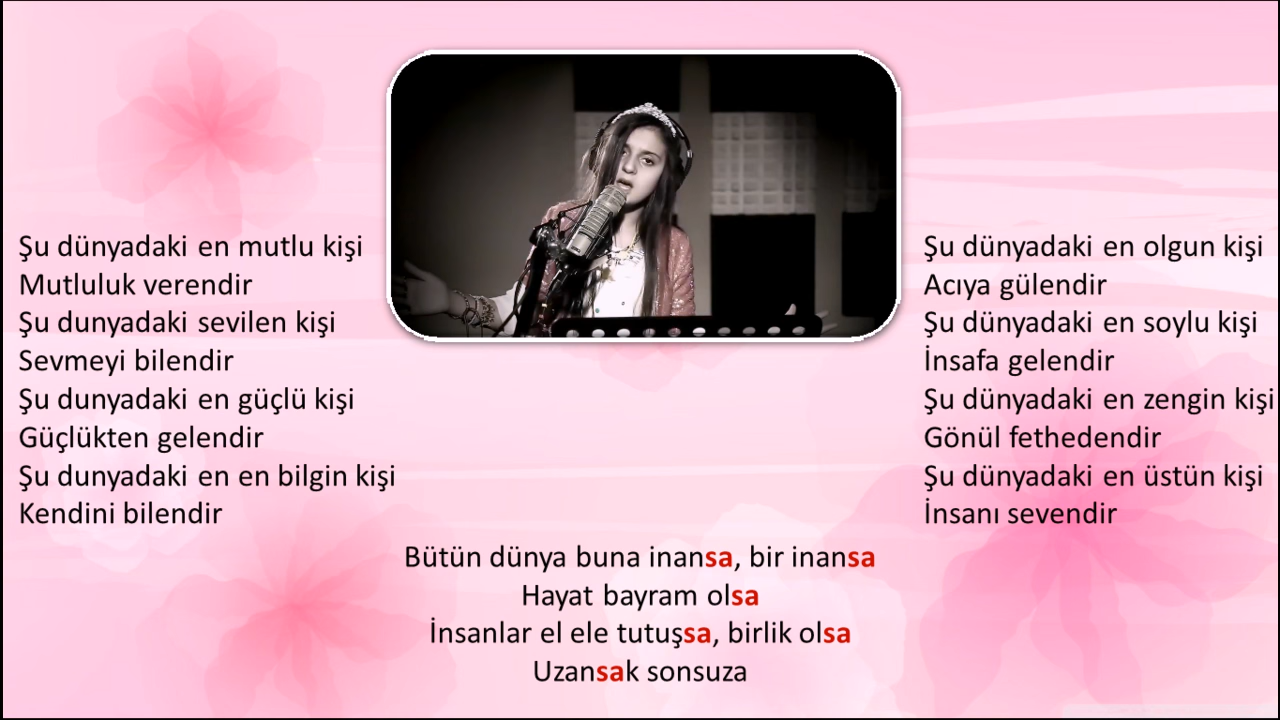 Şu dünyadaki en mutlu kişi
Mutluluk verendir
Şu dunyadaki sevilen kişi
Sevmeyi bilendir
Şu dunyadaki en güçlü kişi
Güçlükten gelendir
Şu dunyadaki en en bilgin kişi
Kendini bilendir
Şu dünyadaki en olgun kişi
Acıya gülendir
Şu dünyadaki en soylu kişi
İnsafa gelendir
Şu dünyadaki en zengin kişi
Gönül fethedendir
Şu dünyadaki en üstün kişi
İnsanı sevendir
Bütün dünya buna inansa, bir inansa
Hayat bayram olsa
İnsanlar el ele tutuşsa, birlik olsa
Uzansak sonsuza